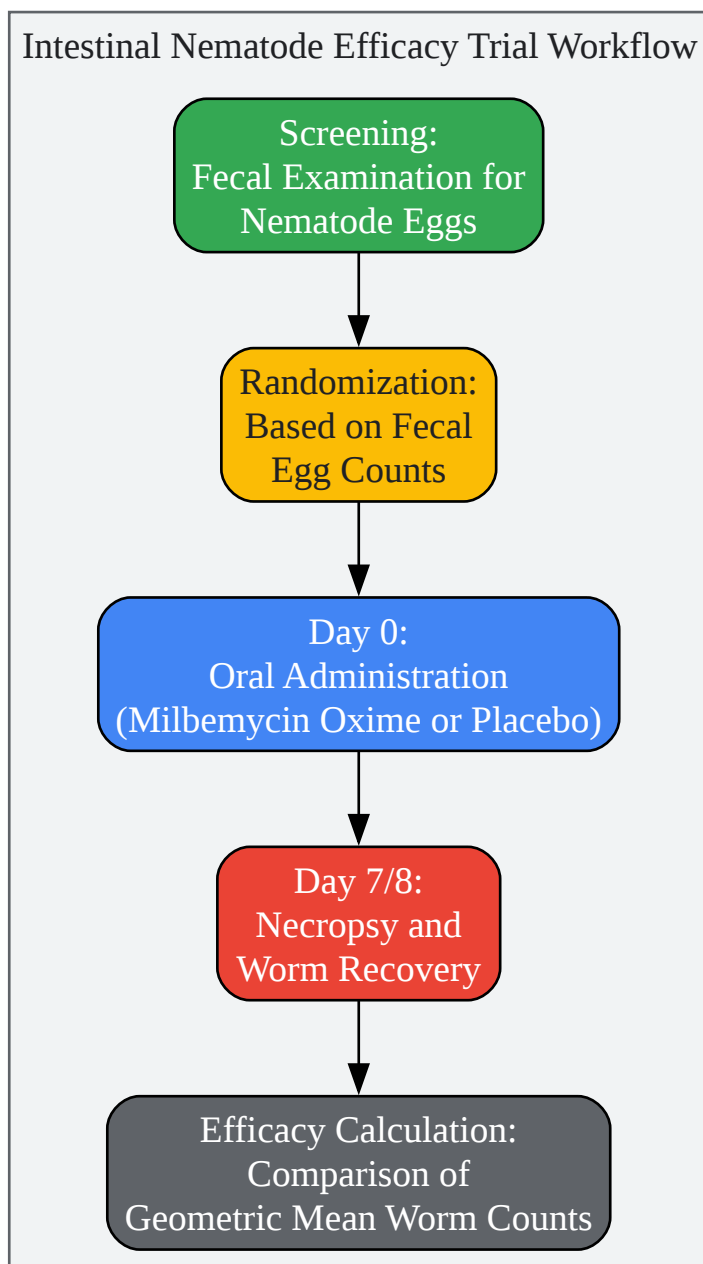 Intestinal Nematode Efficacy Trial Workflow
Screening:
Fecal Examination for
Nematode Eggs
Randomization:
Based on Fecal
Egg Counts
Day 0:
Oral Administration
(Milbemycin Oxime or Placebo)
Day 7/8:
Necropsy and
Worm Recovery
Efficacy Calculation:
Comparison of
Geometric Mean Worm Counts